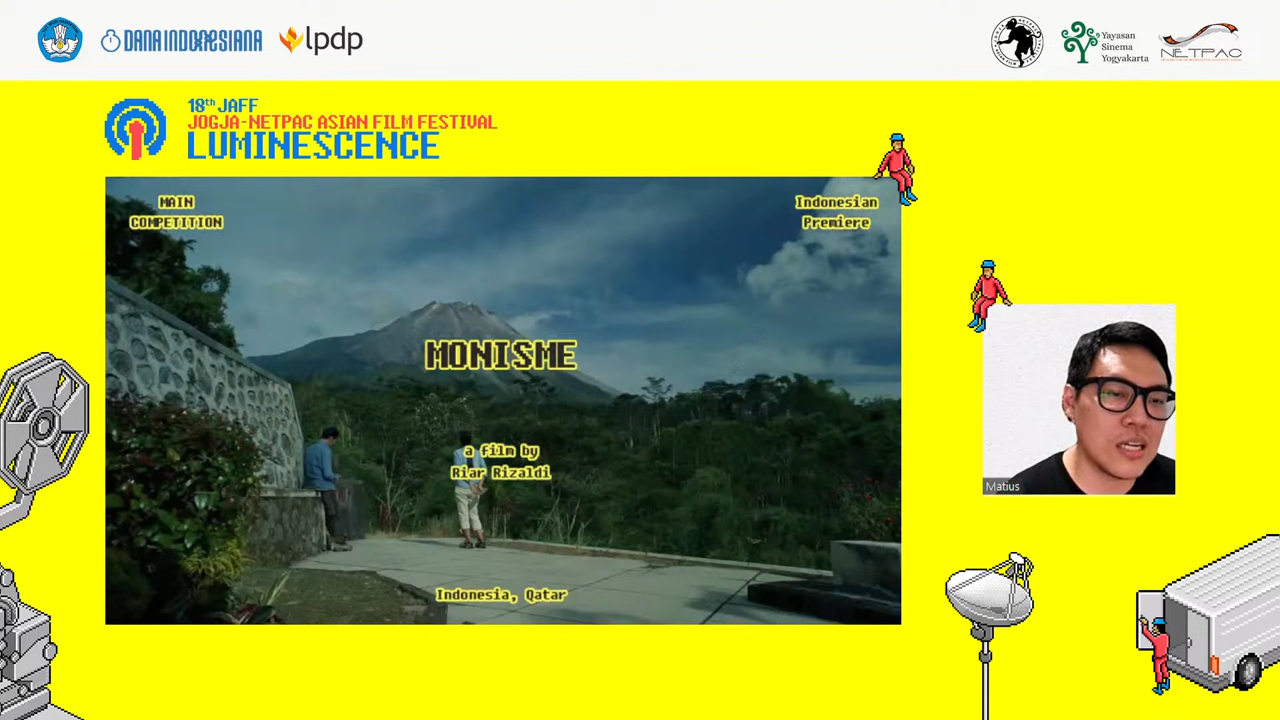 DANA INDONESIANA
lpdp
Yayasan
Sinema
Yogyakarta
NETPAC
18th JAFF
JOGJA-NETPAC ASIAN FILM FESTIVAL
LUMINESCENCE
MAIN
COMPETITION
Indonesian
Premiere
MONISME
a film by
Riar Rizaldi
Indonesia, Qatar
Matius